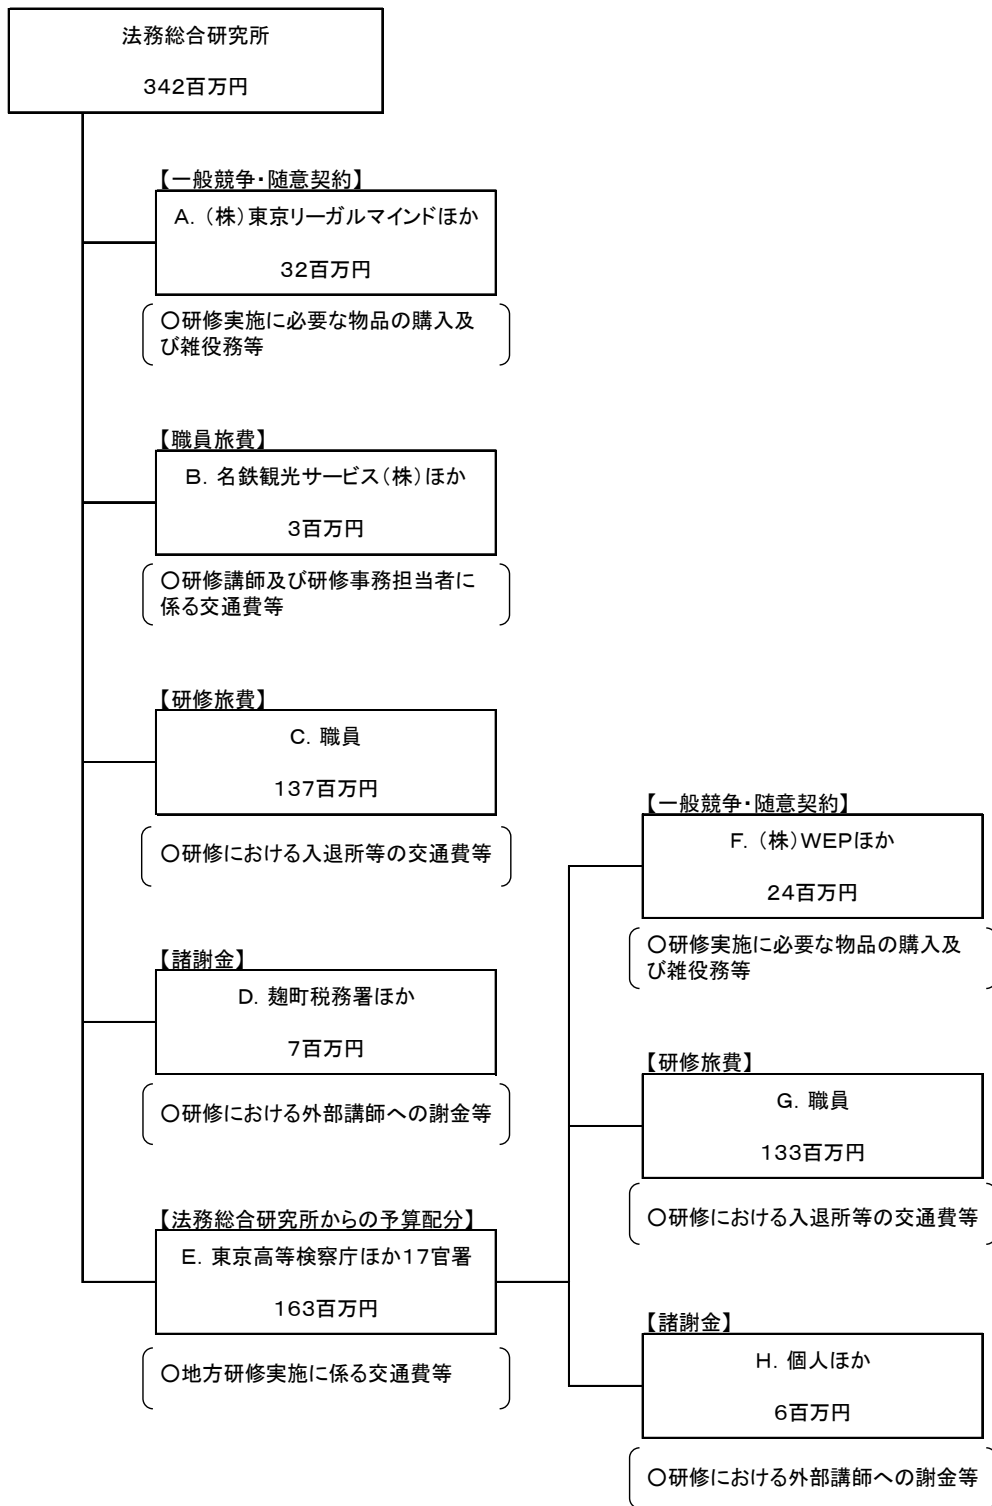 法務総合研究所
342百万円
【一般競争・随意契約】
A．（株）東京リーガルマインドほか
32百万円
○研修実施に必要な物品の購入及
び雑役務等
【職員旅費】
B．名鉄観光サービス（株）ほか
3百万円
○研修講師及び研修事務担当者に
係る交通費等
【研修旅費】
C．職員
137百万円
○研修における入退所等の交通費等
【諸謝金】
D．麹町税務署ほか
7百万円
○研修における外部講師への謝金等
【法務総合研究所からの予算配分】
E．東京高等検察庁ほか17官署
163百万円
○地方研修実施に係る交通費等
【一般競争・随意契約】
F．（株）WEPほか
24百万円
○研修実施に必要な物品の購入及
び雑役務等
【研修旅費】
G．職員
133百万円
○研修における入退所等の交通費等
【諸謝金】
H．個人ほか
6百万円
○研修における外部講師への謝金等